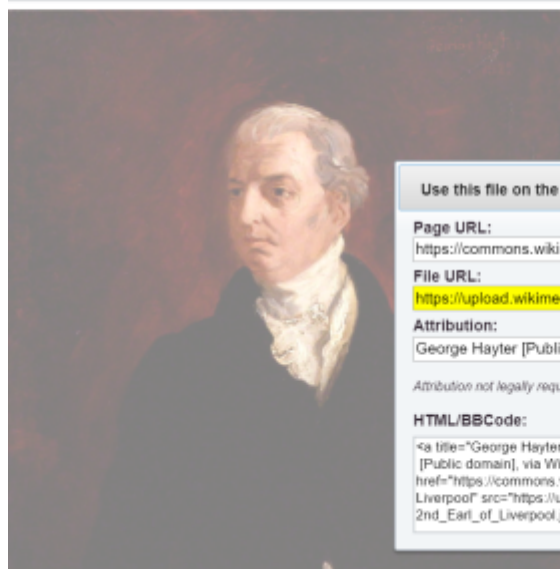 Use this file on the
Page URL:
https://commons.wiki
File URL:
https://upload.wikime
Attribution:
George Hayter [Publi
Attribution not legally requ
HTML/BBCode:
<a title="George Hayter
[Public domain], via Wi
href="https://commons.
Liverpool" src="https://u
2nd_Earl_of_Liverpool.